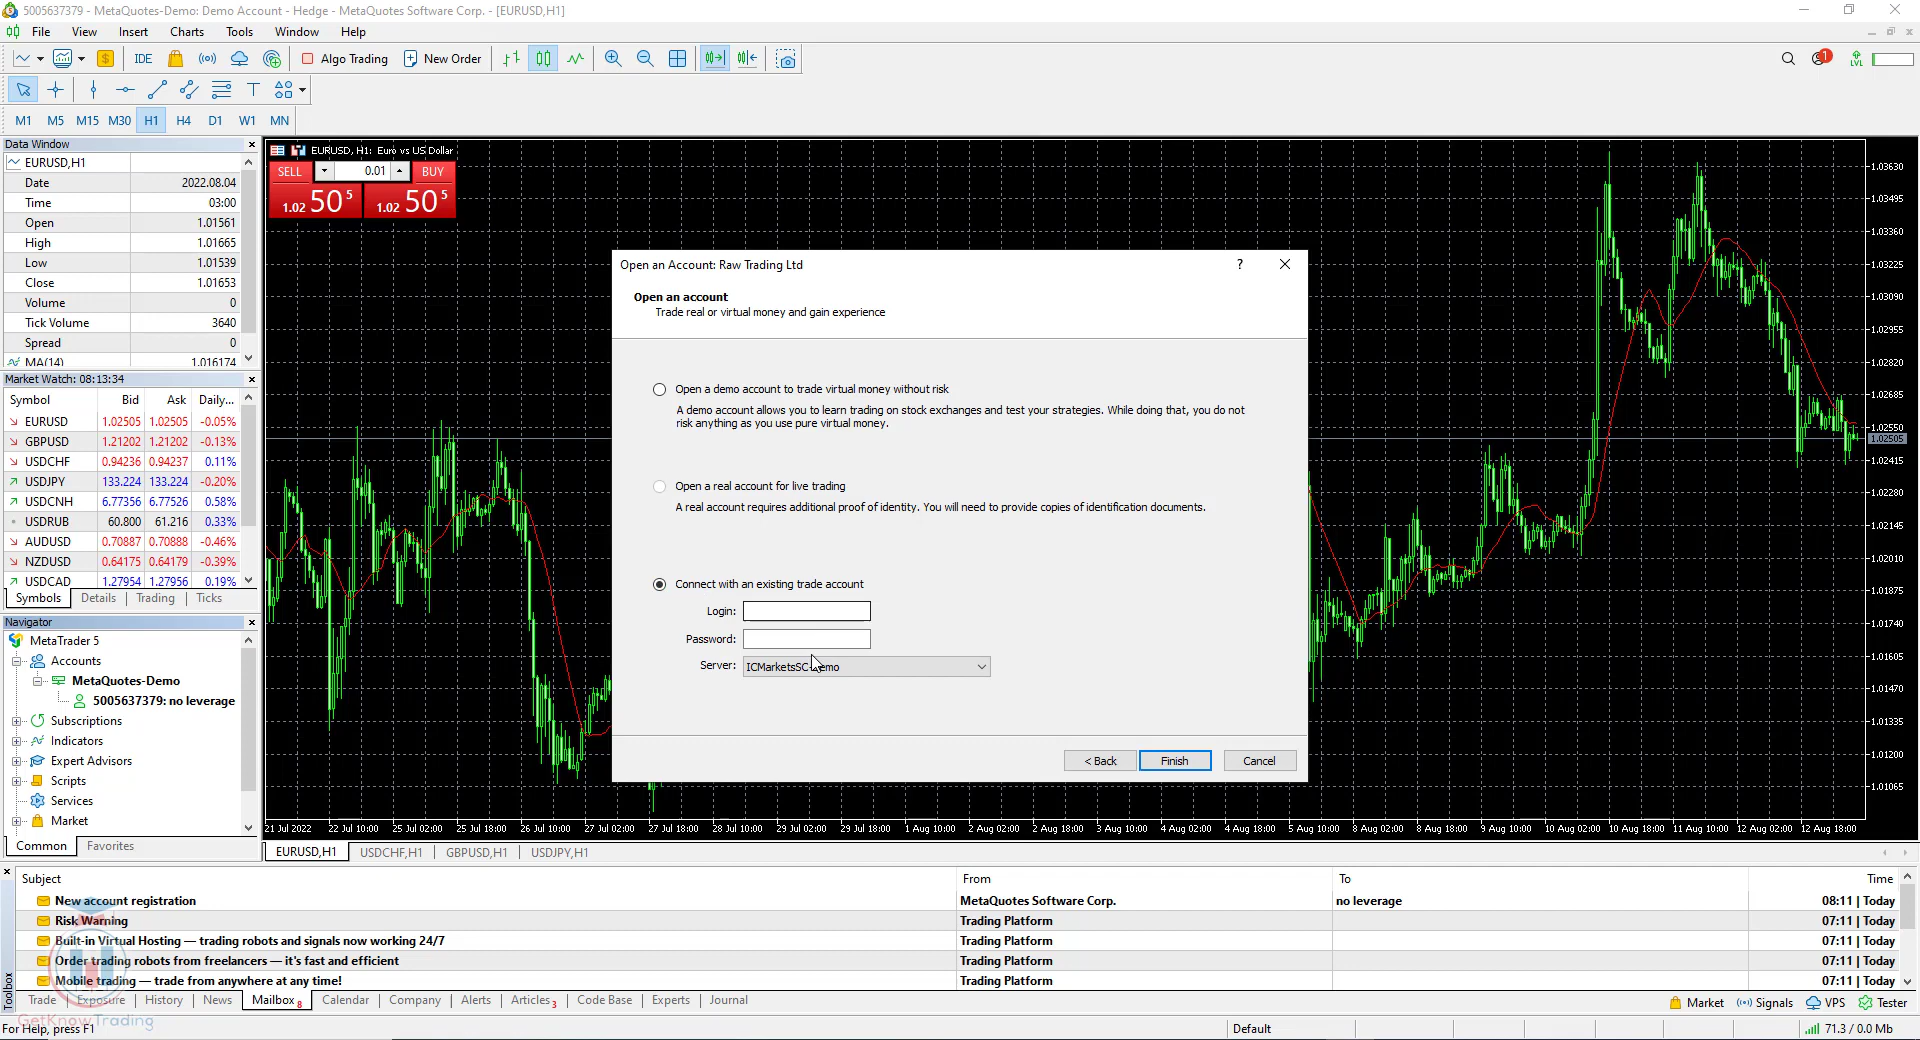 5005637379 - MetaQuotes-Demo: Demo Account - Hedge - MetaQuotes Software Corp. - [EURUSD,H1]
File View Insert Charts Tools Window Help
IDE Algo Trading New Order 1 LVL
T
M1 M5 M15 M30 H1 H4 D1 W1 MN
Data Window
EURUSD,H1
Date 2022.08.04
Time 03:00
Open 1.01561
High 1.01665
Low 1.01539
Close 1.01653
Volume 0
Tick Volume 3640
Spread 0
MA(14) 1.016174
Market Watch: 08:13:34
Symbol Bid Ask Daily...
EURUSD 1.02505 1.02505 -0.05%
GBPUSD 1.21202 1.21202 -0.13%
USDCHF 0.94236 0.94237 0.11%
USDJPY 133.224 133.224 -0.20%
USDCNH 6.77356 6.77526 0.58%
USDRUB 60.800 61.216 0.33%
AUDUSD 0.70887 0.70888 -0.46%
NZDUSD 0.64175 0.64179 -0.39%
USDCAD 1.27954 1.27956 0.19%
Symbols Details Trading Ticks
Navigator
MetaTrader 5
Accounts
MetaQuotes-Demo
5005637379: no leverage
Subscriptions
Indicators
Expert Advisors
Scripts
Services
Market
Common Favorites
EURUSD, H1: Euro vs US Dollar
SELL 0.01 BUY
1.02 50 5 1.02 50 5
Open an Account: Raw Trading Ltd ?
Open an account
Trade real or virtual money and gain experience
Open a demo account to trade virtual money without risk
A demo account allows you to learn trading on stock exchanges and test your strategies. While doing that, you do not
risk anything as you use pure virtual money.
Open a real account for live trading
A real account requires additional proof of identity. You will need to provide copies of identification documents.
Connect with an existing trade account
Login:
Password:
Server: ICMarketsSC-Demo
< Back Finish Cancel
1.03630
1.03495
1.03360
1.03225
1.03090
1.02955
1.02820
1.02685
1.02550
1.02505
1.02415
1.02280
1.02145
1.02010
1.01875
1.01740
1.01605
1.01470
1.01335
1.01200
1.01065
21 Jul 2022 22 Jul 10:00 25 Jul 02:00 25 Jul 18:00 26 Jul 10:00 27 Jul 02:00 27 Jul 18:00 28 Jul 10:00 29 Jul 02:00 29 Jul 18:00 1 Aug 10:00 2 Aug 02:00 2 Aug 18:00 3 Aug 10:00 4 Aug 02:00 4 Aug 18:00 5 Aug 10:00 8 Aug 02:00 8 Aug 18:00 9 Aug 10:00 10 Aug 02:00 10 Aug 18:00 11 Aug 10:00 12 Aug 02:00 12 Aug 18:00
EURUSD,H1 USDCHF,H1 GBPUSD,H1 USDJPY,H1
Subject From To Time
New account registration MetaQuotes Software Corp. no leverage 08:11 | Today
Risk Warning Trading Platform 07:11 | Today
Built-in Virtual Hosting — trading robots and signals now working 24/7 Trading Platform 07:11 | Today
Order trading robots from freelancers — it's fast and efficient Trading Platform 07:11 | Today
Mobile trading — trade from anywhere at any time! Trading Platform 07:11 | Today
Toolbox
Trade Exposure History News Mailbox 8 Calendar Company Alerts Articles 3 Code Base Experts Journal
Market Signals VPS Tester
GetKnowTrading
For Help, press F1 Default 71.3 / 0.0 Mb